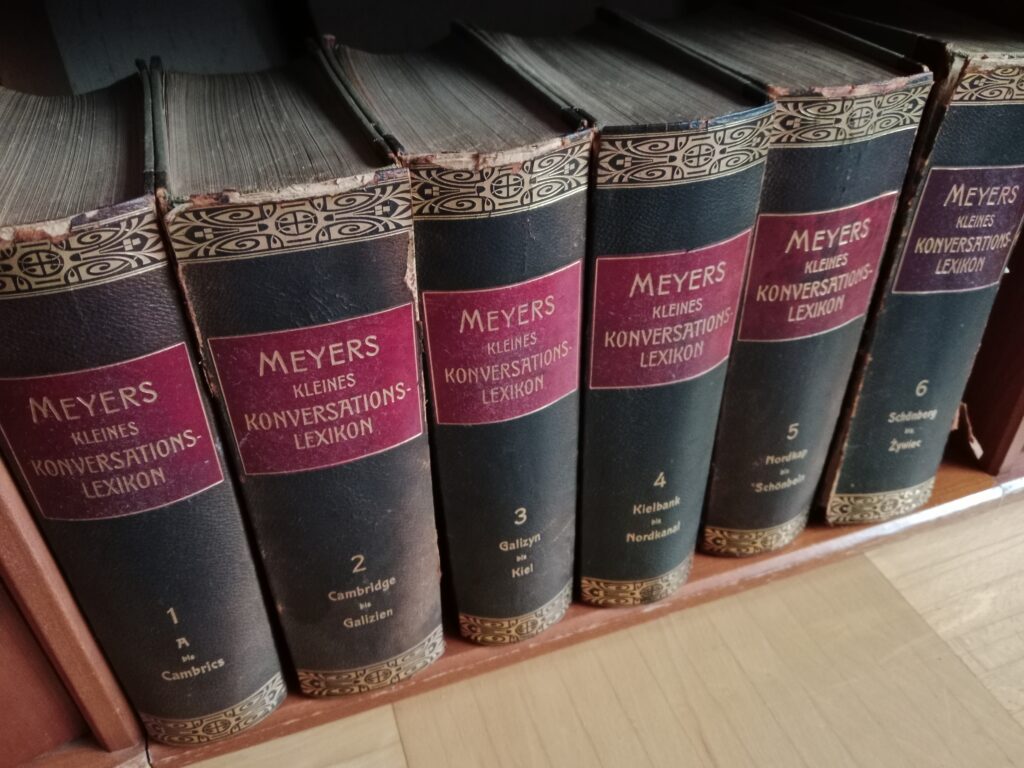 MEYERS
KLEINES
KONVERSATIONS-
LEXIKON
1
A
bis
Cambrics
MEYERS
KLEINES
KONVERSATIONS-
LEXIKON
2
Cambridge
bis
Galizien
MEYERS
KLEINES
KONVERSATIONS-
LEXIKON
3
Galizyn
bis
Kiel
MEYERS
KLEINES
KONVERSATIONS-
LEXIKON
4
Kielbank
bis
Nordkanal
MEYERS
KLEINES
KONVERSATIONS-
LEXIKON
5
Nordkap
bis
Schönbein
MEYERS
KLEINES
KONVERSATIONS-
LEXIKON
6
Schönberg
bis
Żywiec